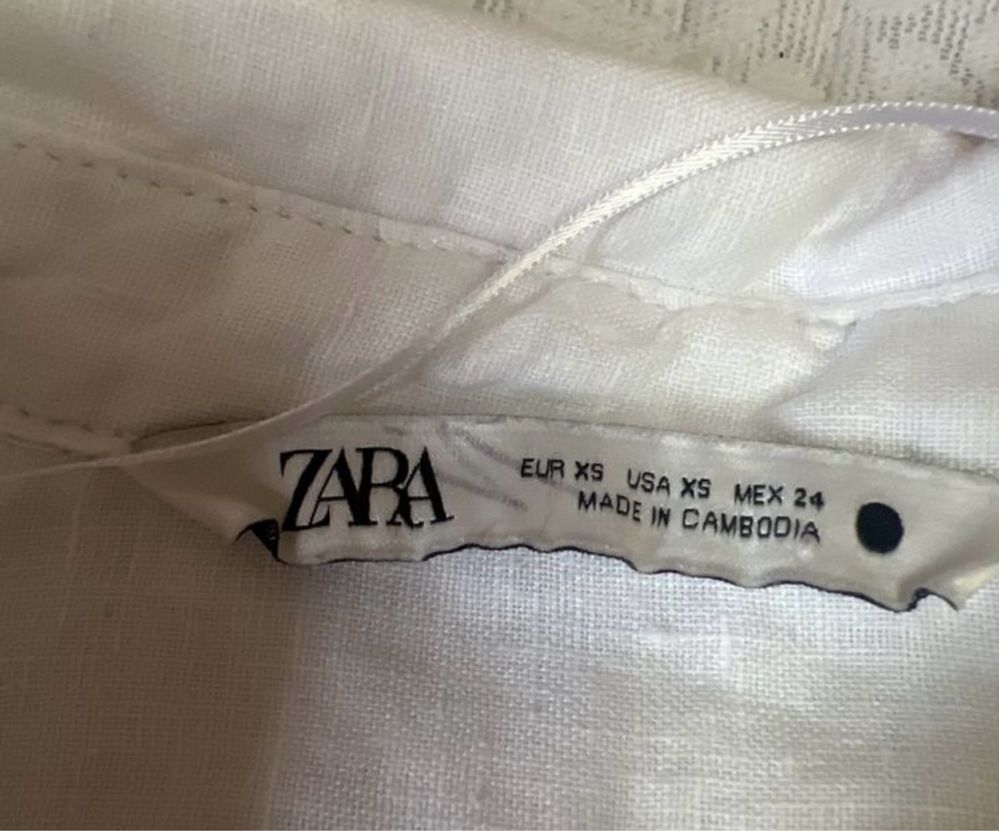 ZARA
EUR XS USA XS MEX 24
MADE IN CAMBODIA